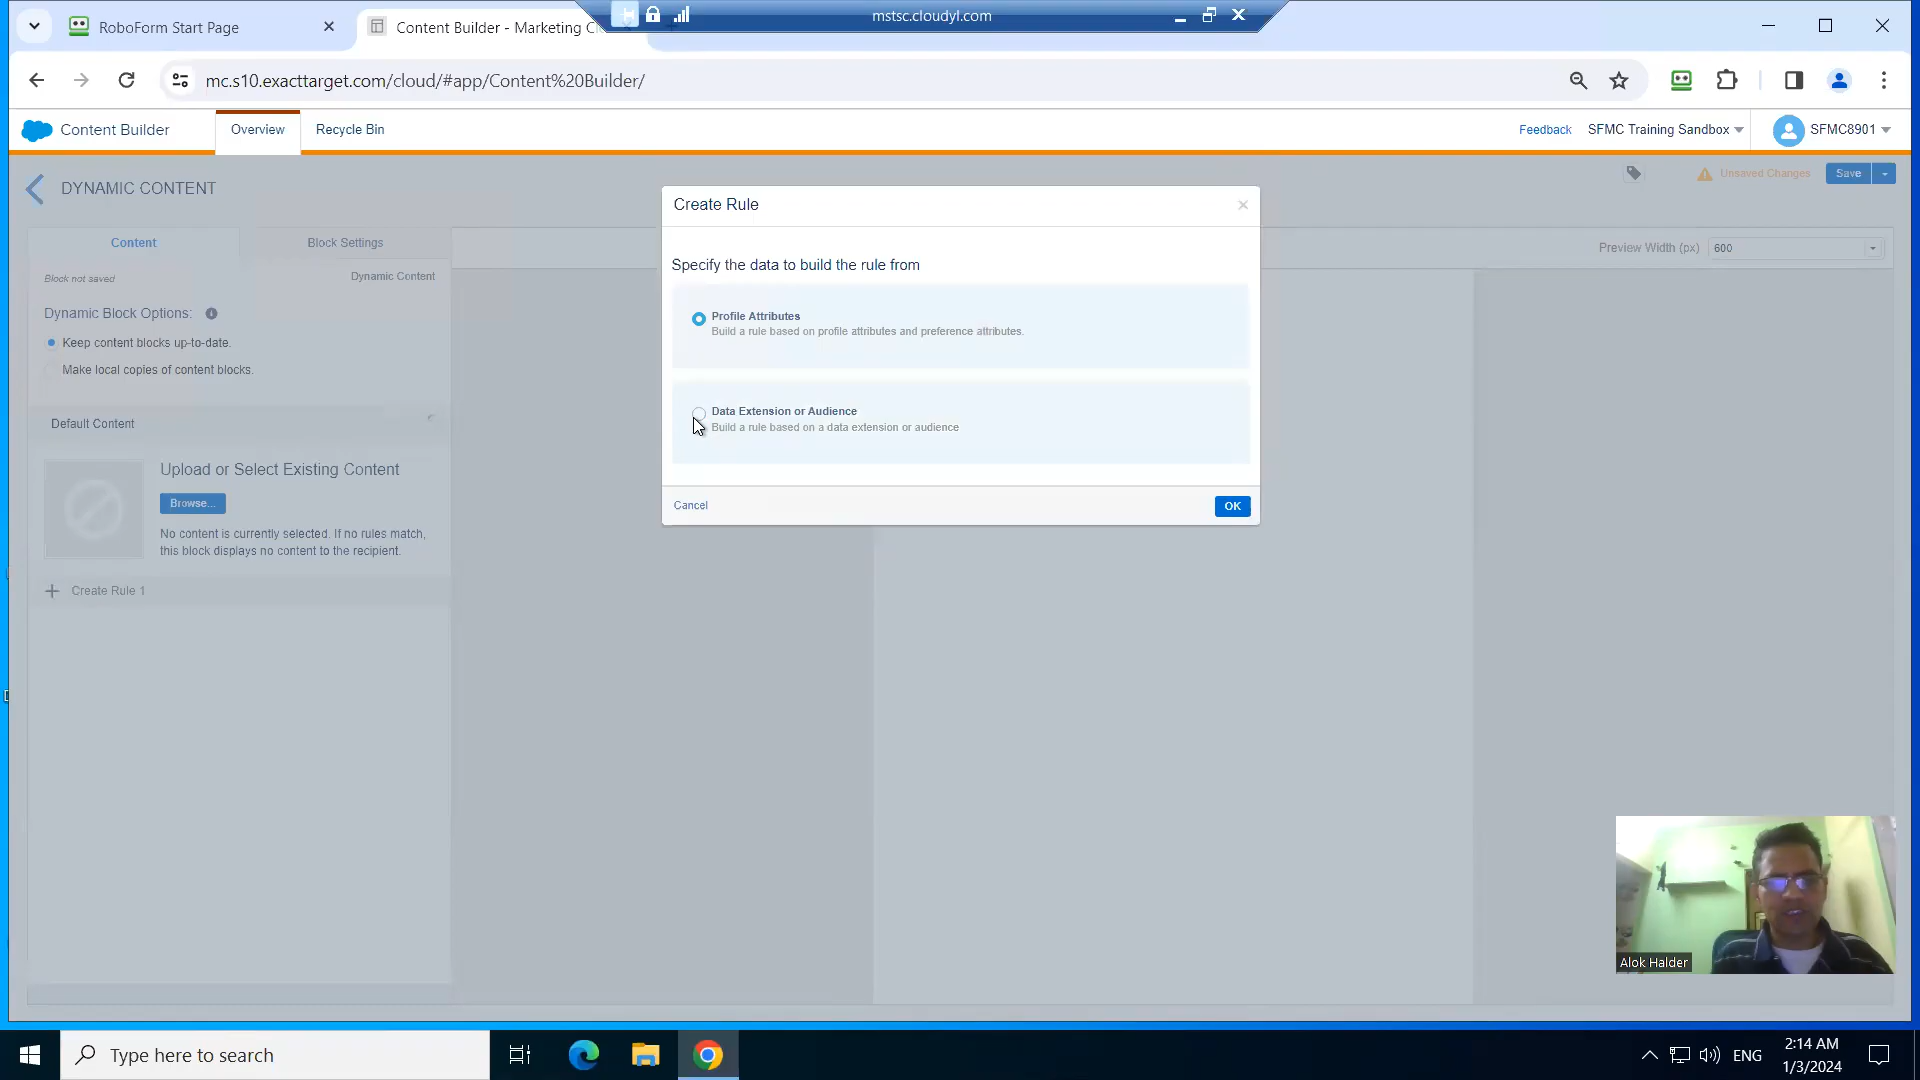 RoboForm Start Page
Content Builder - Marketing Cl
mstsc.cloudyl.com
mc.s10.exacttarget.com/cloud/#app/Content%20Builder/
Content Builder
Overview
Recycle Bin
Feedback
SFMC Training Sandbox
SFMC8901
DYNAMIC CONTENT
Unsaved Changes
Save
Content
Block Settings
Preview Width (px)
600
Block not saved
Dynamic Content
Dynamic Block Options:
Keep content blocks up-to-date.
Make local copies of content blocks.
Default Content
Upload or Select Existing Content
Browse...
No content is currently selected. If no rules match,
this block displays no content to the recipient.
Create Rule 1
Create Rule
Specify the data to build the rule from
Profile Attributes
Build a rule based on profile attributes and preference attributes.
Data Extension or Audience
Build a rule based on a data extension or audience
Cancel
OK
Alok Halder
Type here to search
ENG
2:14 AM
1/3/2024